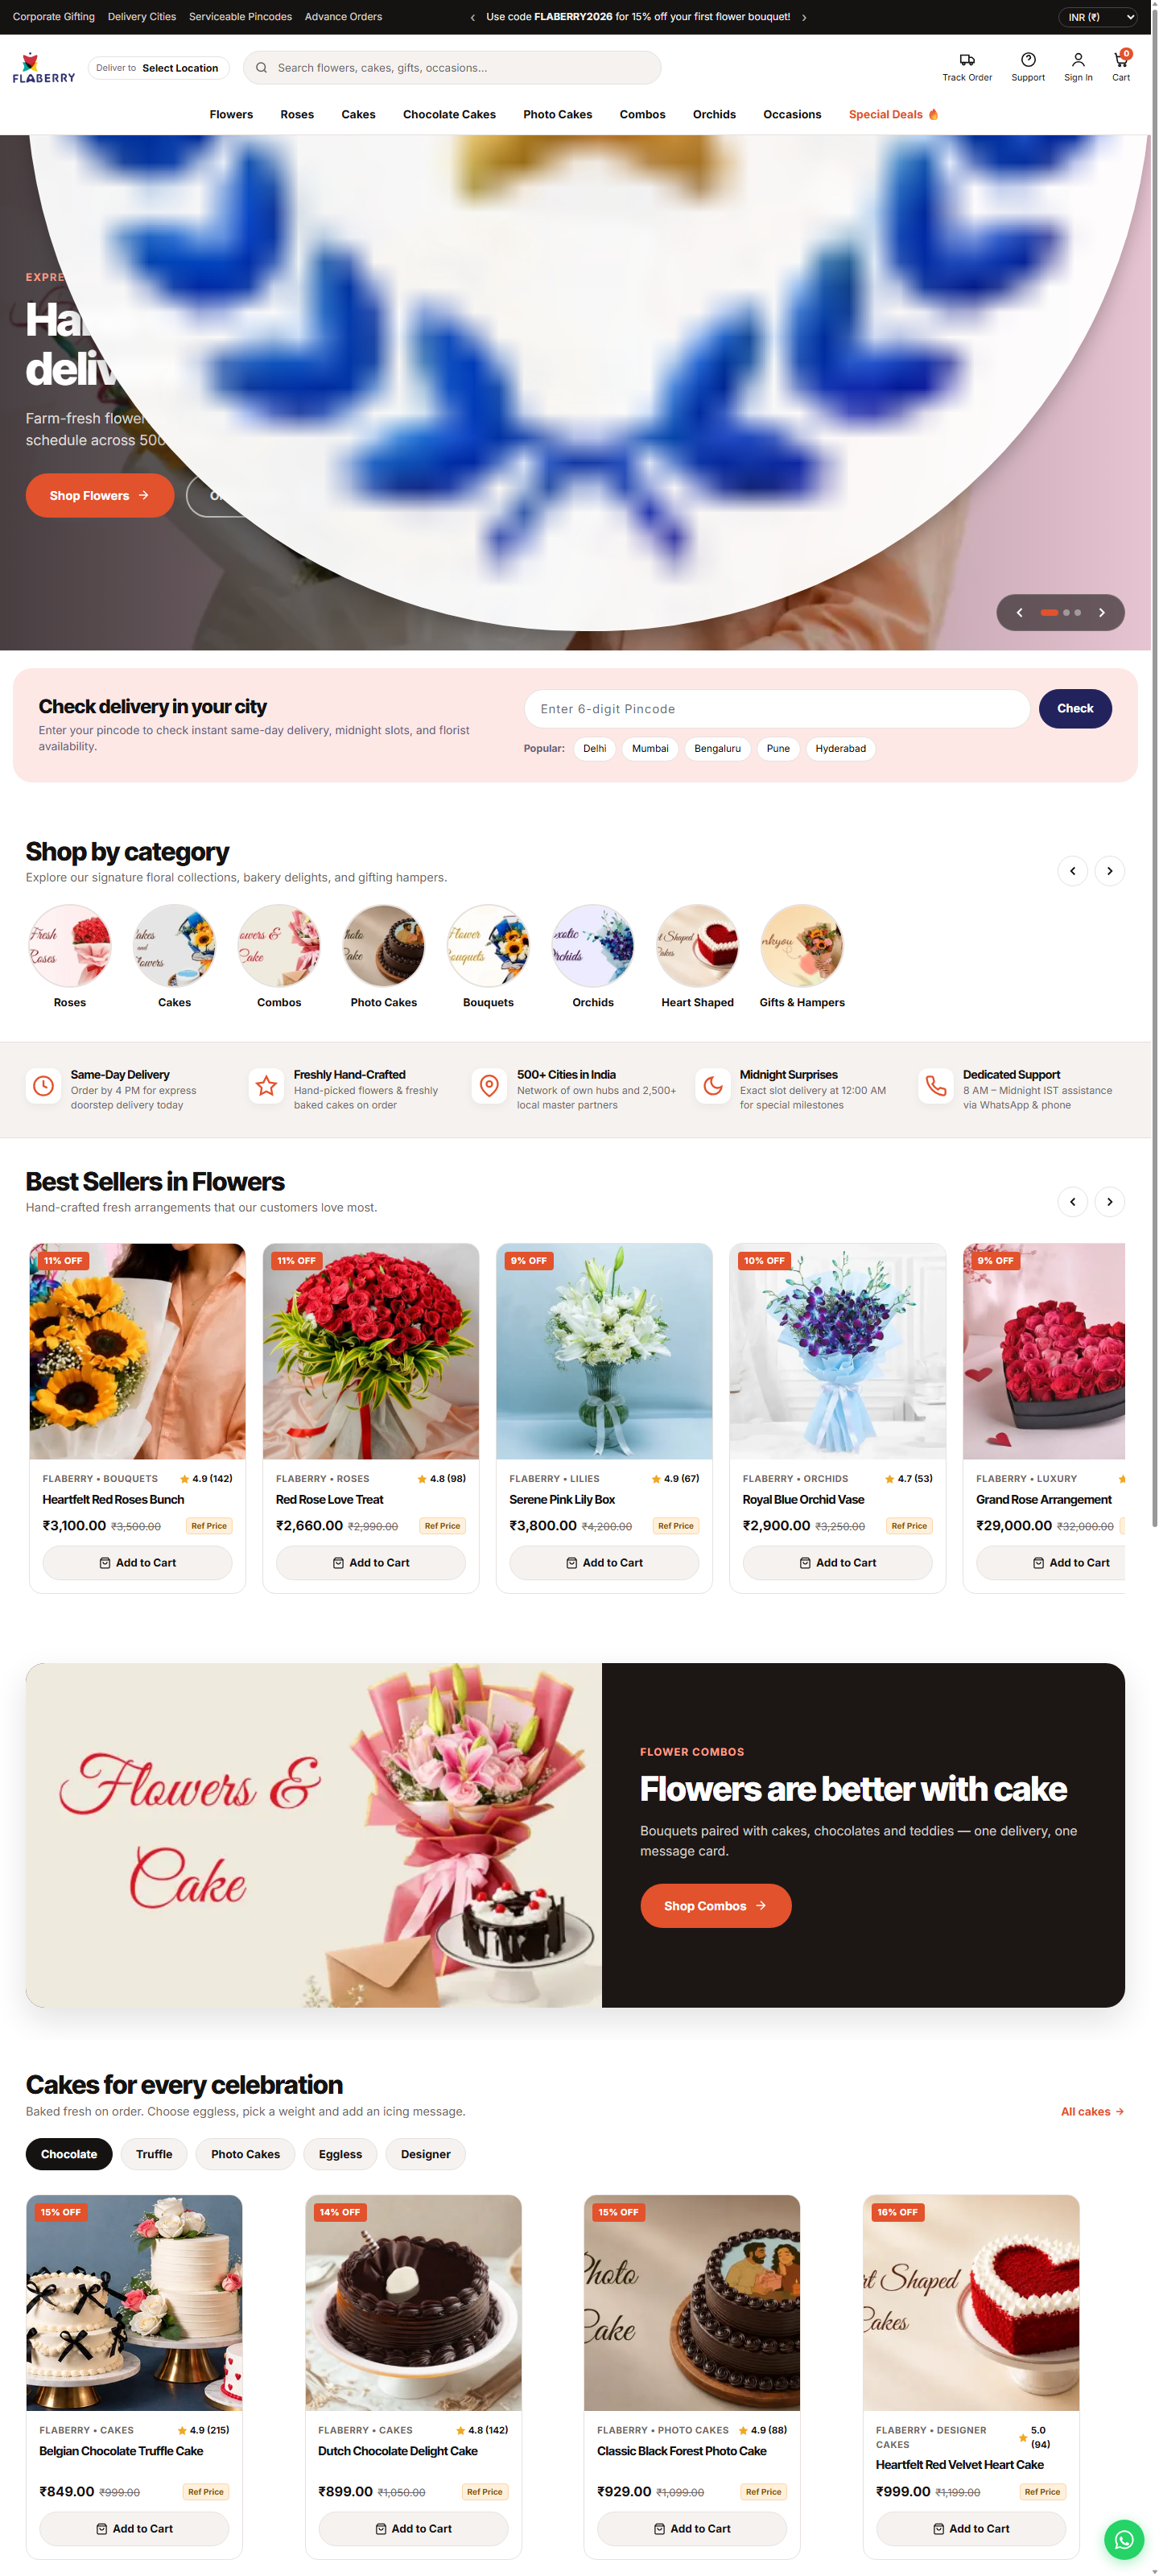 Corporate Gifting Delivery Cities Serviceable Pincodes Advance Orders
‹ Use code FLABERRY2026 for 15% off your first flower bouquet! ›
INR (₹)
FLABERRY
Deliver to Select Location
Search flowers, cakes, gifts, occasions...
Track Order Support Sign In Cart
0
Flowers Roses Cakes Chocolate Cakes Photo Cakes Combos Orchids Occasions Special Deals 🔥
Farm-fresh
schedule across
Shop Flowers →
Check delivery in your city
Enter your pincode to check instant same-day delivery, midnight slots, and florist
availability.
Enter 6-digit Pincode
Check
Popular: Delhi Mumbai Bengaluru Pune Hyderabad
Shop by category
Explore our signature floral collections, bakery delights, and gifting hampers.
Fresh
Roses
and
Cake
Roses Cakes Combos Photo Cakes Bouquets Orchids Heart Shaped Gifts & Hampers
Same-Day Delivery
Order by 4 PM for express
doorstep delivery today
Freshly Hand-Crafted
Hand-picked flowers & freshly
baked cakes on order
500+ Cities in India
Network of own hubs and 2,500+
local master partners
Midnight Surprises
Exact slot delivery at 12:00 AM
for special milestones
Dedicated Support
8 AM – Midnight IST assistance
via WhatsApp & phone
Best Sellers in Flowers
Hand-crafted fresh arrangements that our customers love most.
11% OFF
FLABERRY • BOUQUETS 4.9 (142)
Heartfelt Red Roses Bunch
₹3,100.00 ₹3,500.00 Ref Price
Add to Cart
11% OFF
FLABERRY • ROSES 4.8 (98)
Red Rose Love Treat
₹2,660.00 ₹2,990.00 Ref Price
Add to Cart
9% OFF
FLABERRY • LILIES 4.9 (67)
Serene Pink Lily Box
₹3,800.00 ₹4,200.00 Ref Price
Add to Cart
10% OFF
FLABERRY • ORCHIDS 4.7 (53)
Royal Blue Orchid Vase
₹2,900.00 ₹3,250.00 Ref Price
Add to Cart
9% OFF
FLABERRY • LUXURY
Grand Rose Arrangement
₹29,000.00 ₹32,000.00
Add to Cart
Flowers &
Cake
FLOWER COMBOS
Flowers are better with cake
Bouquets paired with cakes, chocolates and teddies — one delivery, one
message card.
Shop Combos →
Cakes for every celebration
Baked fresh on order. Choose eggless, pick a weight and add an icing message.
All cakes →
Chocolate Truffle Photo Cakes Eggless Designer
15% OFF
FLABERRY • CAKES 4.9 (215)
Belgian Chocolate Truffle Cake
₹849.00 ₹999.00 Ref Price
Add to Cart
14% OFF
FLABERRY • CAKES 4.8 (142)
Dutch Chocolate Delight Cake
₹899.00 ₹1,050.00 Ref Price
Add to Cart
15% OFF
Cake
FLABERRY • PHOTO CAKES 4.9 (88)
Classic Black Forest Photo Cake
₹929.00 ₹1,099.00 Ref Price
Add to Cart
16% OFF
Shaped
FLABERRY • DESIGNER
CAKES
5.0
(94)
Heartfelt Red Velvet Heart Cake
₹999.00 ₹1,199.00 Ref Price
Add to Cart